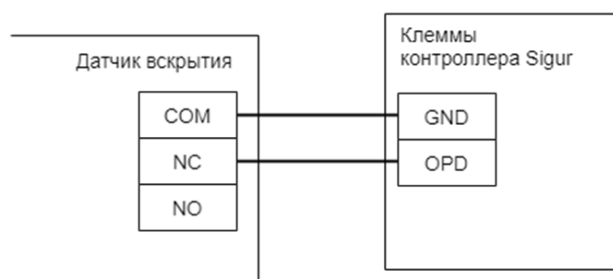 Датчик вскрытия
COM
NC
NO
Клеммы
контроллера Sigur
GND
OPD